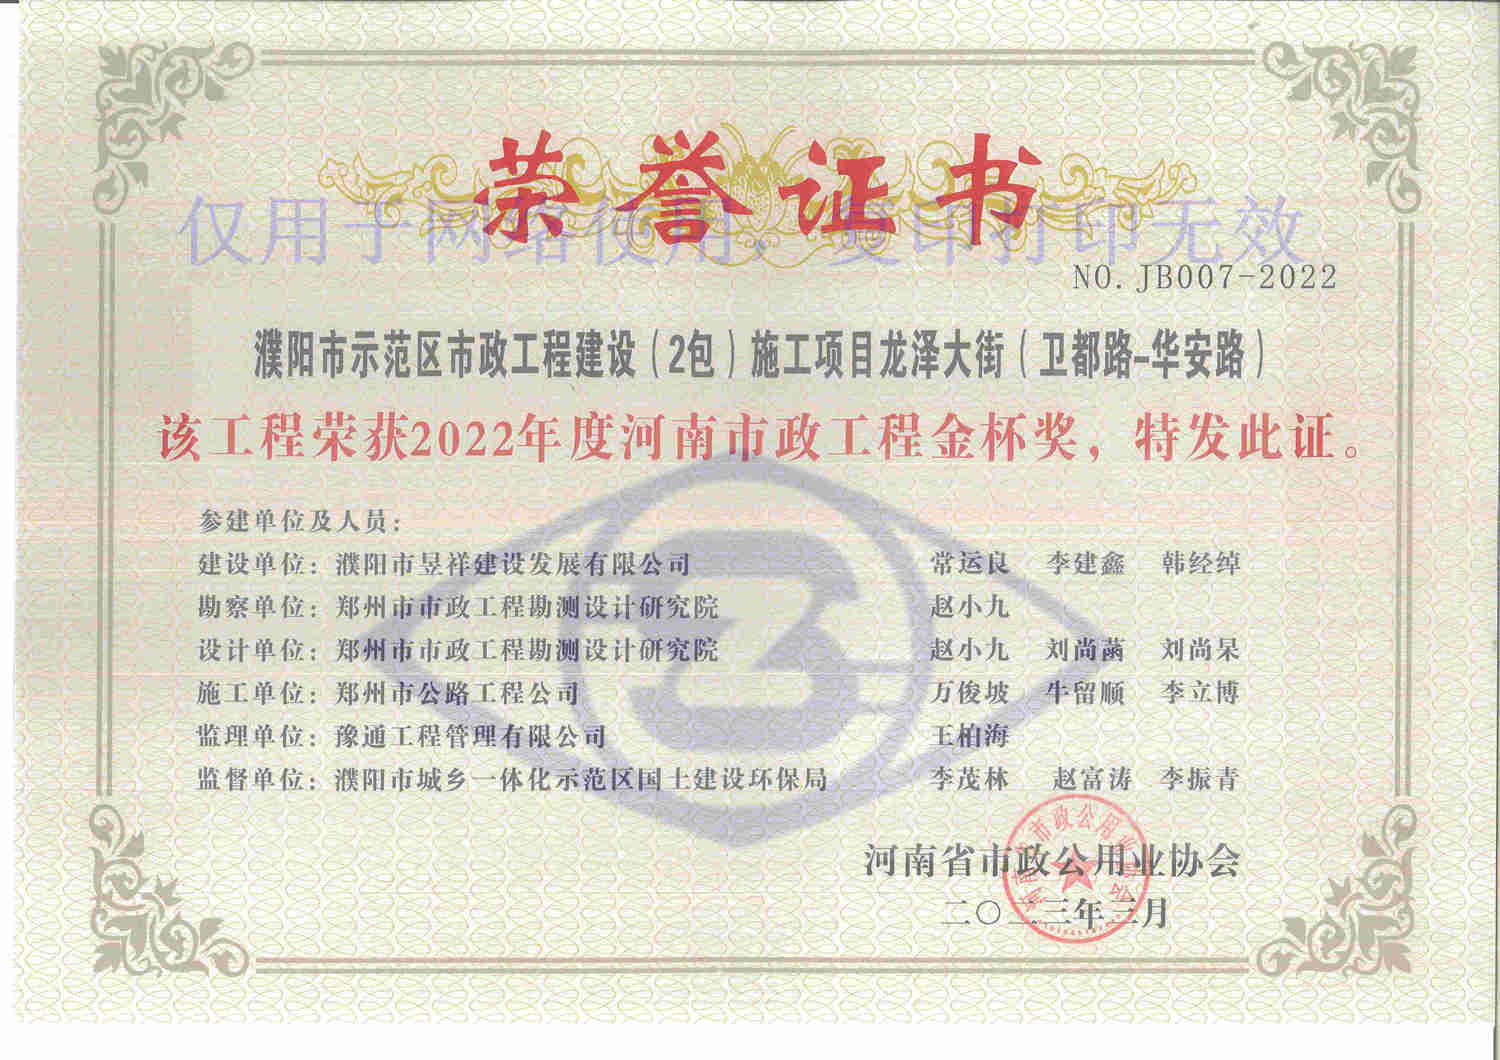 荣誉证书
仅用于网络使用，复印打印无效
NO. JB007-2022
濮阳市示范区市政工程建设（2包）施工项目龙泽大街（卫都路-华安路）
该工程荣获2022年度河南市政工程金杯奖，特发此证。
参建单位及人员：
建设单位：濮阳市昱祥建设发展有限公司 常运良 李建鑫 韩经绰
勘察单位：郑州市市政工程勘测设计研究院 赵小九
设计单位：郑州市市政工程勘测设计研究院 赵小九 刘尚菡 刘尚杲
施工单位：郑州市公路工程公司 万俊坡 牛留顺 李立博
监理单位：豫通工程管理有限公司 王柏海
监督单位：濮阳市城乡一体化示范区国土建设环保局 李茂林 赵富涛 李振青
河南省市政公用业协会
二〇二三年三月